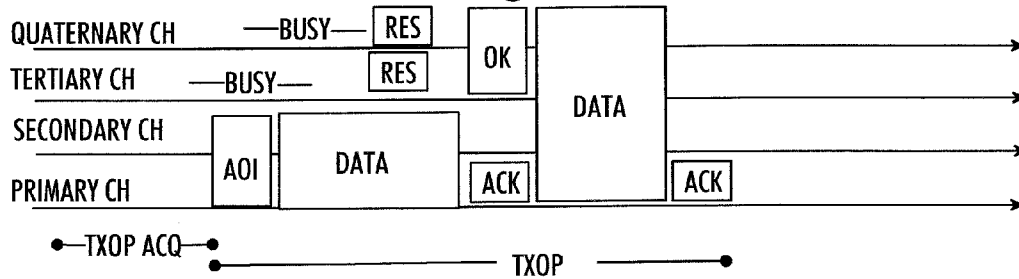 QUATERNARY CH —BUSY— RES OK
TERTIARY CH —BUSY— RES DATA
SECONDARY CH
AOI DATA
PRIMARY CH ACK ACK
TXOP ACQ
TXOP